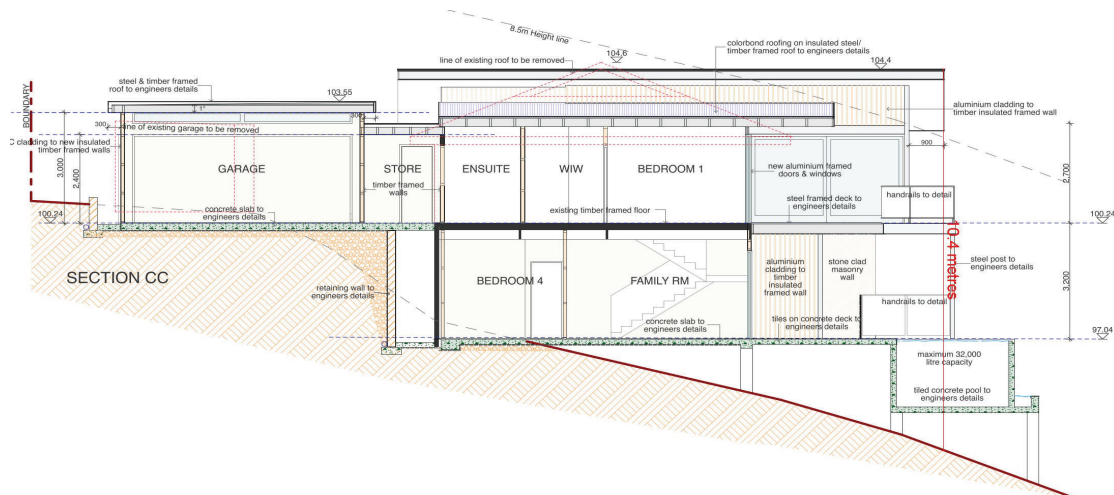 8.5m Height line
104.6
colorbond roofing on insulated steel/
timber framed roof to engineers details
line of existing roof to be removed
104.4
steel & timber framed
roof to engineers details
103.55
BOUNDARY
1°
300
300
line of existing garage to be removed
aluminium cladding to
timber insulated framed wall
cladding to new insulated
timber framed walls
3,000
2,400
GARAGE
STORE
ENSUITE
WIW
BEDROOM 1
900
2,700
new aluminium framed
doors & windows
timber framed
walls
handrails to detail
steel framed deck to
engineers details
concrete slab to
engineers details
existing timber framed floor
100.24
100.24
SECTION CC
retaining wall to
engineers details
BEDROOM 4
FAMILY RM
aluminium
cladding to
timber
insulated
framed wall
stone clad
masonry
wall
10.4 metres
steel post to
engineers details
3,200
handrails to detail
concrete slab to
engineers details
tiles on concrete deck to
engineers details
97.04
maximum 32,000
litre capacity
tiled concrete pool to
engineers details